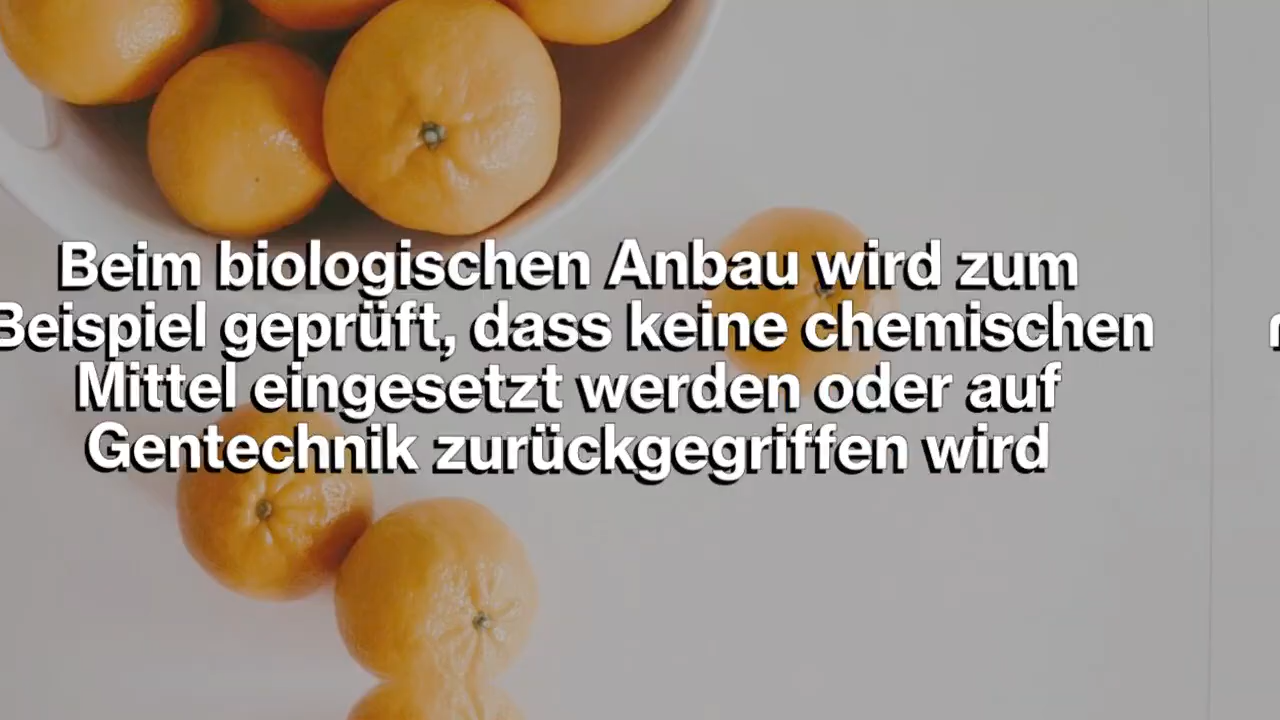 Beim biologischen Anbau wird zum
Beispiel geprüft, dass keine chemischen
Mittel eingesetzt werden oder auf
Gentechnik zurückgegriffen wird